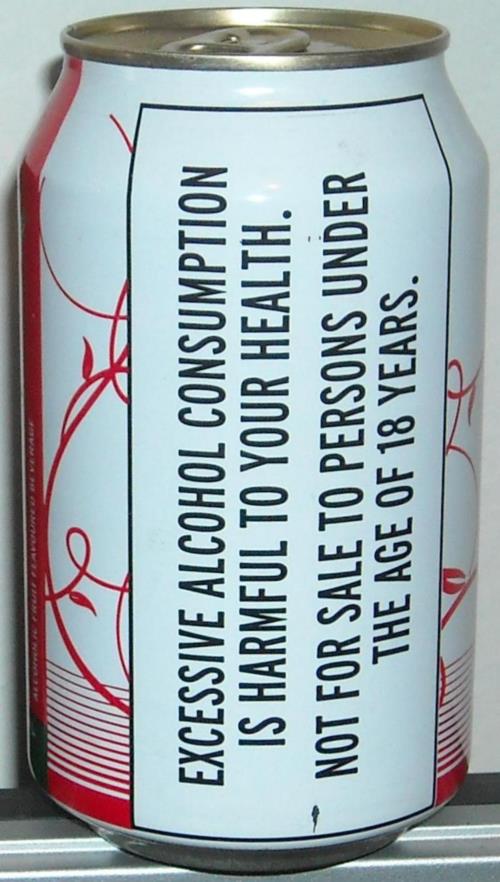 EXCESSIVE ALCOHOL CONSUMPTION
IS HARMFUL TO YOUR HEALTH.
NOT FOR SALE TO PERSONS UNDER
THE AGE OF 18 YEARS.
ALCOHOLIC FRUIT FLAVOURED BEVERAGE